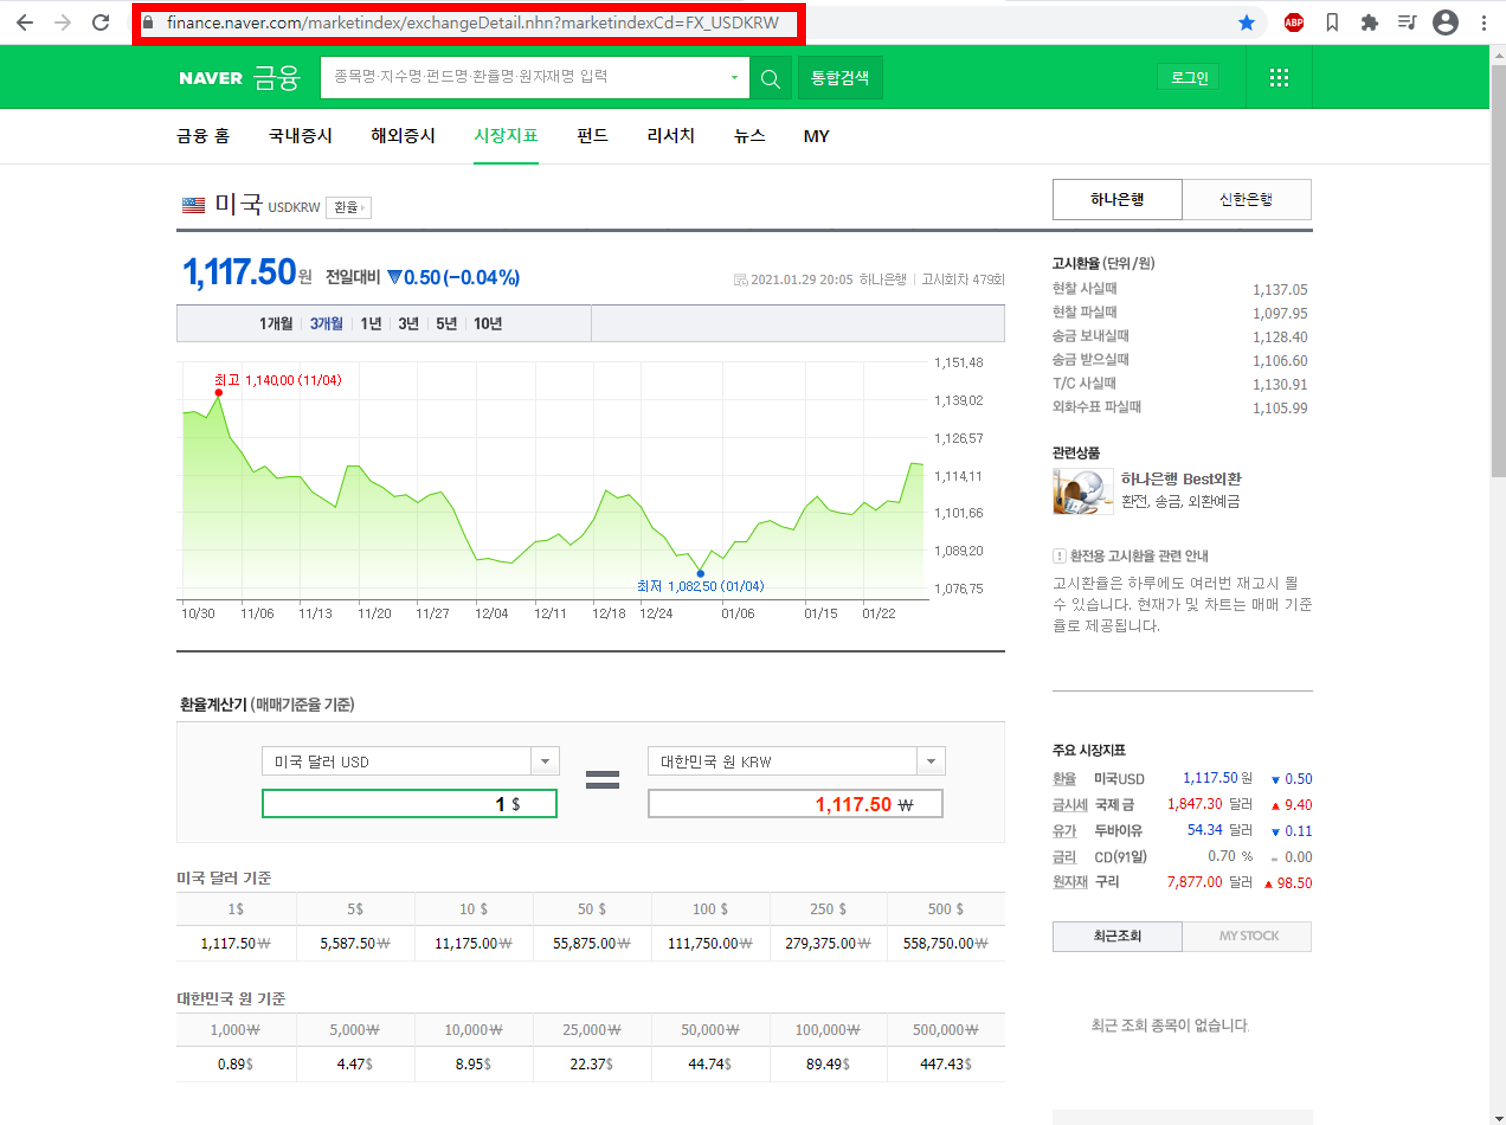 finance.naver.com/marketindex/exchangeDetail.nhn?marketindexCd=FX_USDKRW
ABP
NAVER 금융
종목명·지수명·펀드명·환율명·원자재명 입력
통합검색
로그인
금융 홈 국내증시 해외증시 시장지표 펀드 리서치 뉴스 MY
미국 USDKRW 환율
하나은행 신한은행
1,117.50원 전일대비 ▼0.50 (-0.04%)
2021.01.29 20:05 하나은행 | 고시회차 479회
1개월 | 3개월 | 1년 | 3년 | 5년 | 10년
최고 1,140.00 (11/04)
최저 1,082.50 (01/04)
1,151.48
1,139.02
1,126.57
1,114.11
1,101.66
1,089.20
1,076.75
10/30 11/06 11/13 11/20 11/27 12/04 12/11 12/18 12/24 01/06 01/15 01/22
고시환율 (단위/원)
현찰 사실때 1,137.05
현찰 파실때 1,097.95
송금 보내실때 1,128.40
송금 받으실때 1,106.60
T/C 사실때 1,130.91
외화수표 파실때 1,105.99
관련상품
하나은행 Best외환
환전, 송금, 외환예금
! 환전용 고시환율 관련 안내
고시환율은 하루에도 여러번 재고시 될
수 있습니다. 현재가 및 차트는 매매 기준
율로 제공됩니다.
환율계산기 (매매기준율 기준)
미국 달러 USD = 대한민국 원 KRW
1 $ 1,117.50 ₩
미국 달러 기준
1$ 5$ 10 $ 50 $ 100 $ 250 $ 500 $
1,117.50₩ 5,587.50₩ 11,175.00₩ 55,875.00₩ 111,750.00₩ 279,375.00₩ 558,750.00₩
대한민국 원 기준
1,000₩ 5,000₩ 10,000₩ 25,000₩ 50,000₩ 100,000₩ 500,000₩
0.89$ 4.47$ 8.95$ 22.37$ 44.74$ 89.49$ 447.43$
주요 시장지표
환율 미국USD 1,117.50 원 ▼ 0.50
금시세 국제 금 1,847.30 달러 ▲ 9.40
유가 두바이유 54.34 달러 ▼ 0.11
금리 CD(91일) 0.70 % - 0.00
원자재 구리 7,877.00 달러 ▲ 98.50
최근조회 MY STOCK
최근 조회 종목이 없습니다.